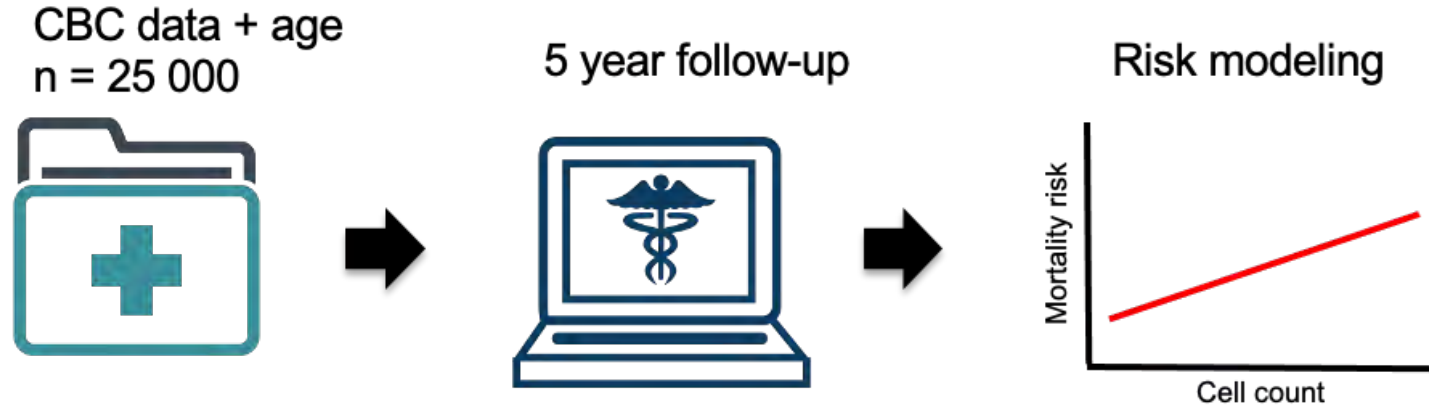 CBC data + age
n = 25 000
5 year follow-up
Risk modeling
Mortality risk
Cell count